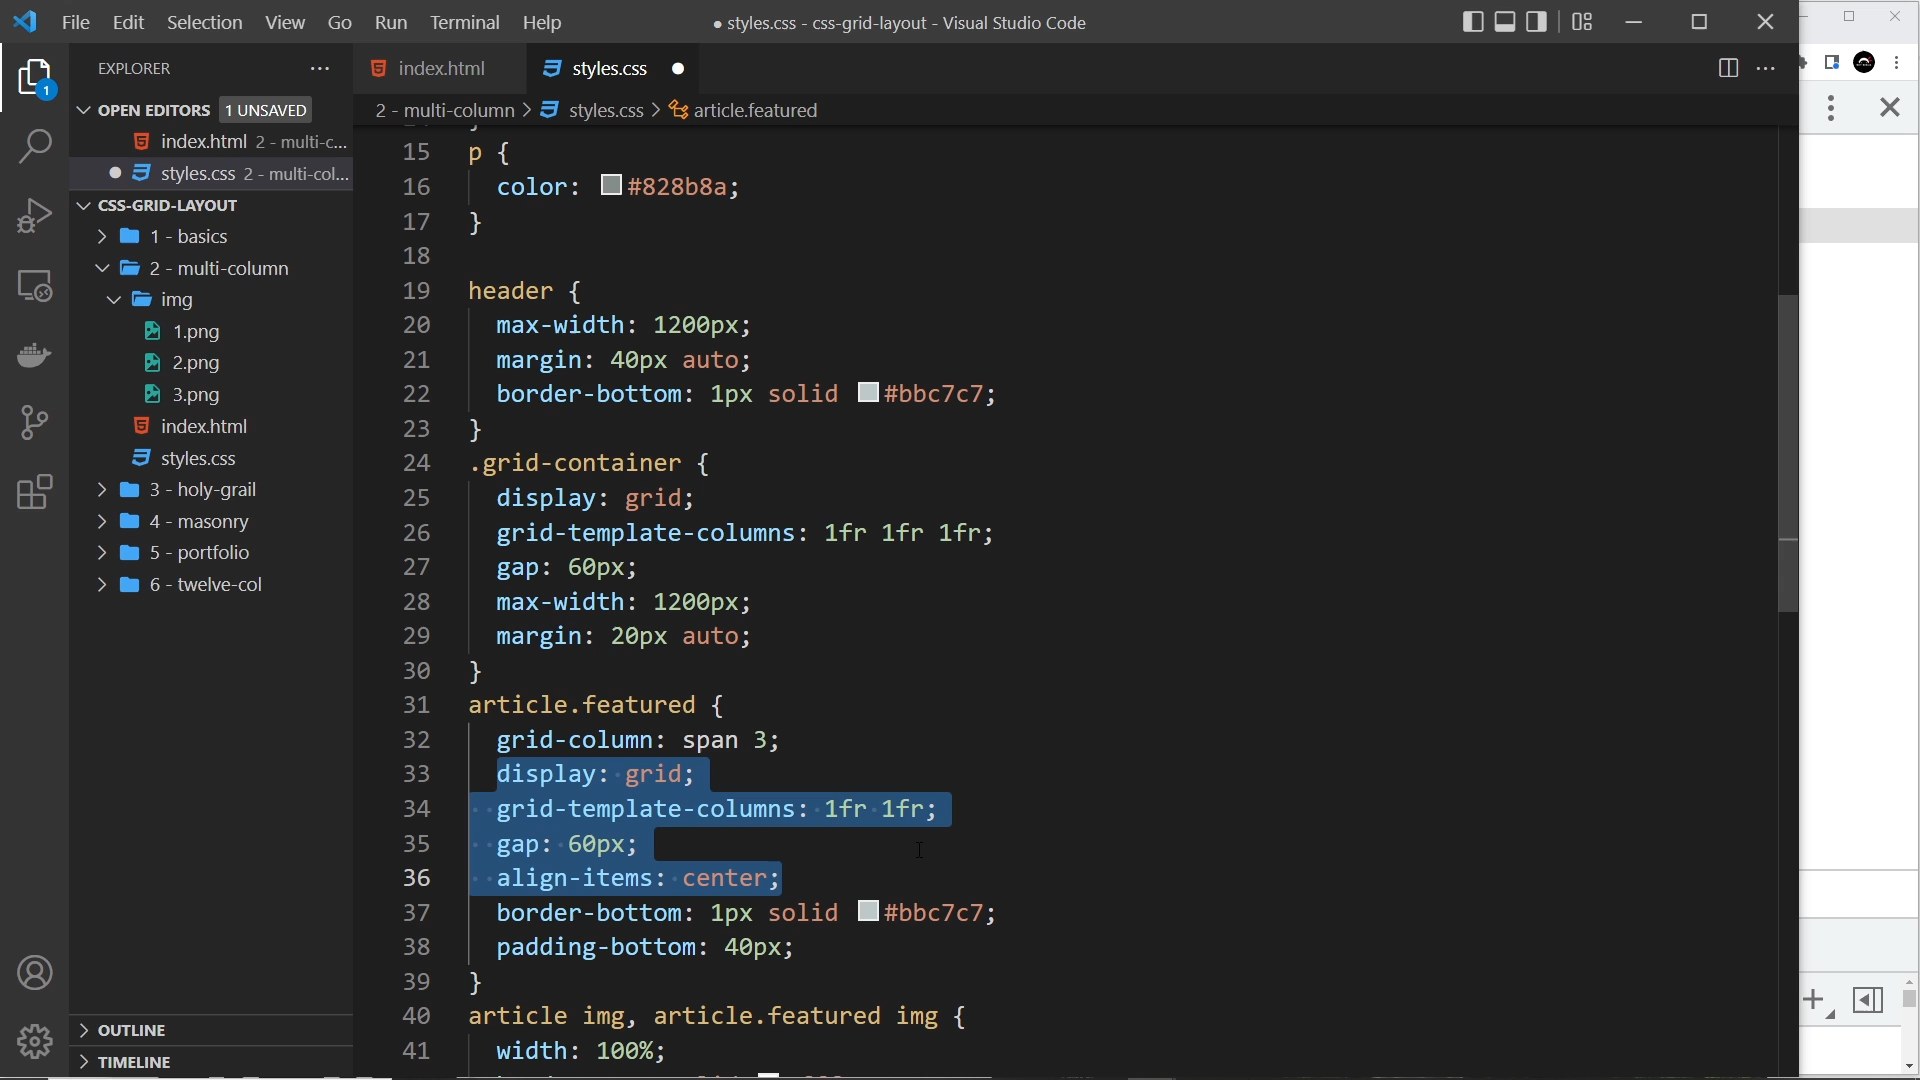 File Edit Selection View Go Run Terminal Help
● styles.css - css-grid-layout - Visual Studio Code
EXPLORER
OPEN EDITORS 1 UNSAVED
index.html 2 - multi-c...
styles.css 2 - multi-col...
CSS-GRID-LAYOUT
1 - basics
2 - multi-column
img
1.png
2.png
3.png
index.html
styles.css
3 - holy-grail
4 - masonry
5 - portfolio
6 - twelve-col
OUTLINE
TIMELINE
1
index.html
styles.css
2 - multi-column > styles.css > article.featured
15 p {
16 color: #828b8a;
17 }
18
19 header {
20 max-width: 1200px;
21 margin: 40px auto;
22 border-bottom: 1px solid #bbc7c7;
23 }
24 .grid-container {
25 display: grid;
26 grid-template-columns: 1fr 1fr 1fr;
27 gap: 60px;
28 max-width: 1200px;
29 margin: 20px auto;
30 }
31 article.featured {
32 grid-column: span 3;
33 display: grid;
34 grid-template-columns: 1fr 1fr;
35 gap: 60px;
36 align-items: center;
37 border-bottom: 1px solid #bbc7c7;
38 padding-bottom: 40px;
39 }
40 article img, article.featured img {
41 width: 100%;